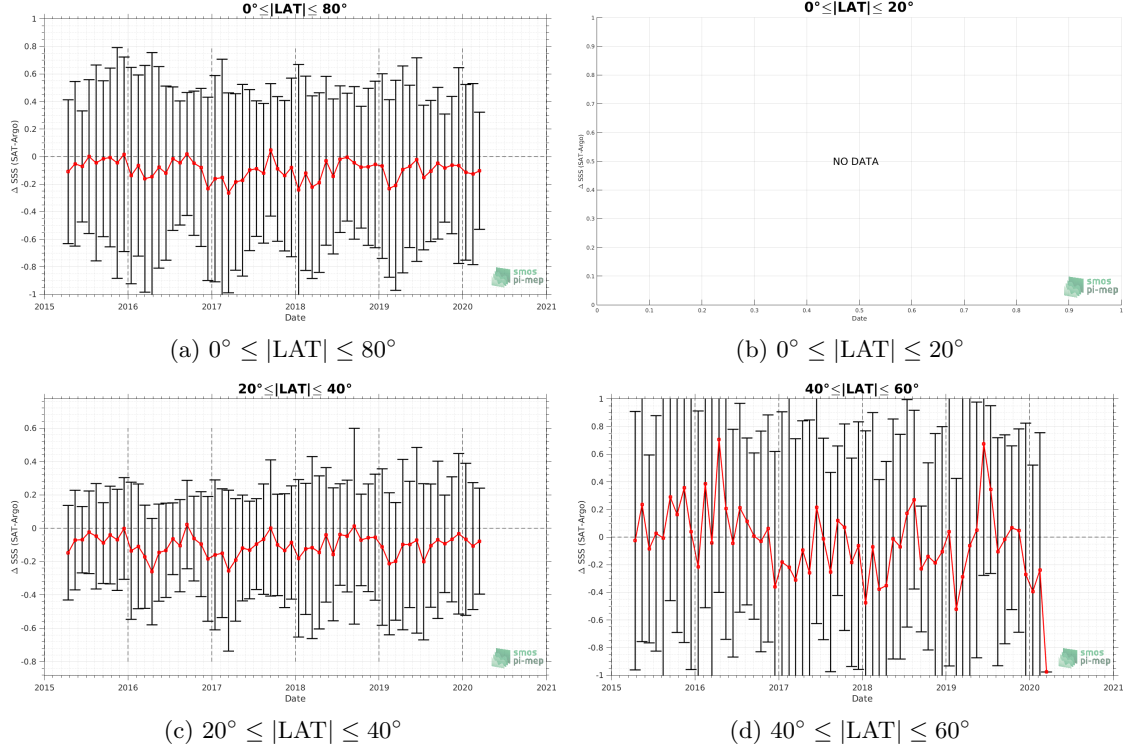 0°≤|LAT|≤ 80°
1
0.8
0.6
0.4
0.2
0
-0.2
-0.4
-0.6
-0.8
-1
Δ SSS (SAT-Argo)
2015 2016 2017 2018 2019 2020 2021
Date
smos
pi-mep
(a) 0° ≤ |LAT| ≤ 80°
0°≤|LAT|≤ 20°
1
0.9
0.8
0.7
0.6
0.5
0.4
0.3
0.2
0.1
0
Δ SSS (SAT-Argo)
NO DATA
0 0.1 0.2 0.3 0.4 0.5 0.6 0.7 0.8 0.9 1
Date
smos
pi-mep
(b) 0° ≤ |LAT| ≤ 20°
20°≤|LAT|≤ 40°
0.6
0.4
0.2
0
-0.2
-0.4
-0.6
-0.8
Δ SSS (SAT-Argo)
2015 2016 2017 2018 2019 2020 2021
Date
smos
pi-mep
(c) 20° ≤ |LAT| ≤ 40°
40°≤|LAT|≤ 60°
1
0.8
0.6
0.4
0.2
0
-0.2
-0.4
-0.6
-0.8
-1
Δ SSS (SAT-Argo)
2015 2016 2017 2018 2019 2020 2021
Date
smos
pi-mep
(d) 40° ≤ |LAT| ≤ 60°